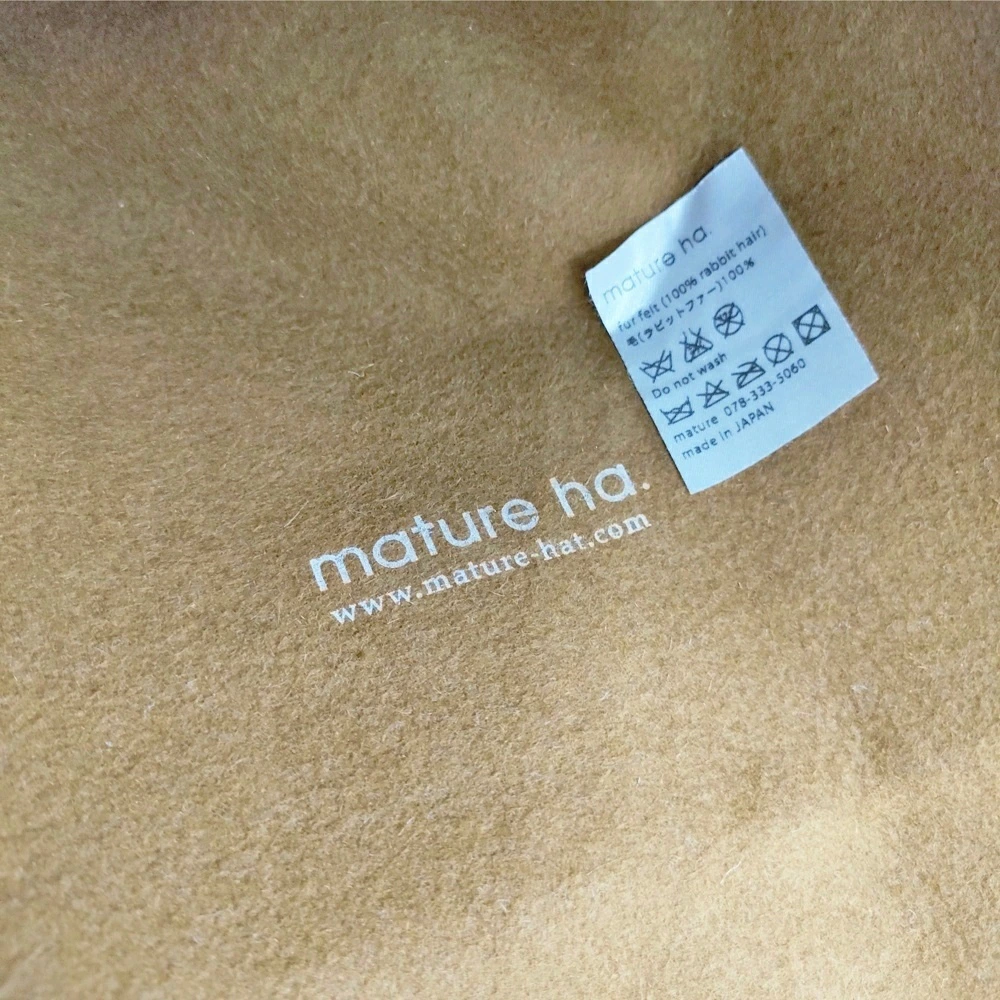 mature ha.
fur felt (100% rabbit hair)
毛(ラビットファー)100%
Do not wash
mature 078-333-5060
made in JAPAN
mature ha.
www.mature-hat.com